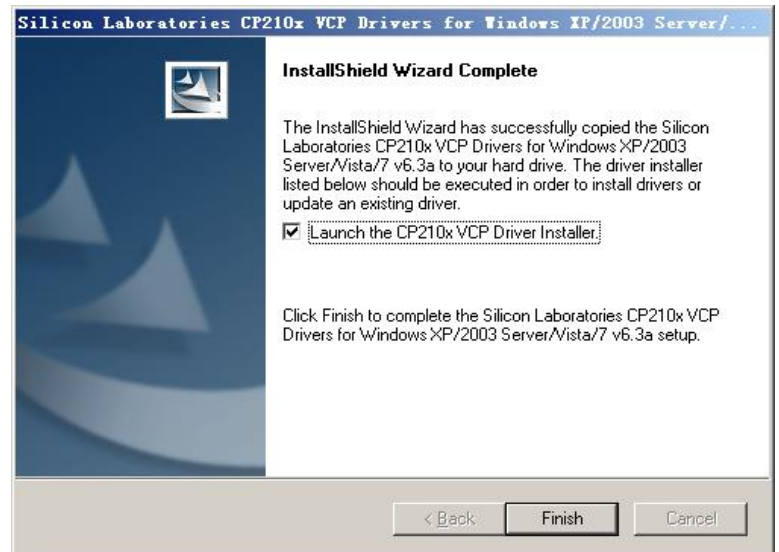 Silicon Laboratories CP210x VCP Drivers for Windows XP/2003 Server/...
InstallShield Wizard Complete
The InstallShield Wizard has successfully copied the Silicon
Laboratories CP210x VCP Drivers for Windows XP/2003
Server/Vista/7 v6.3a to your hard drive. The driver installer
listed below should be executed in order to install drivers or
update an existing driver.
Launch the CP210x VCP Driver Installer.
Click Finish to complete the Silicon Laboratories CP210x VCP
Drivers for Windows XP/2003 Server/Vista/7 v6.3a setup.
< Back
Finish
Cancel